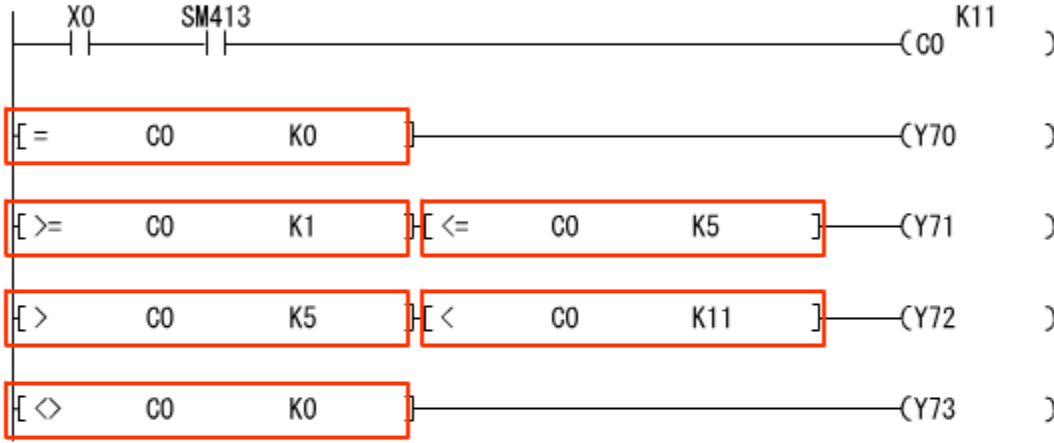 X0 SM413 K11
( C0 )
[ = C0 K0 ] ( Y70 )
[ >= C0 K1 ] [ <= C0 K5 ] ( Y71 )
[ > C0 K5 ] [ < C0 K11 ] ( Y72 )
[ <> C0 K0 ] ( Y73 )